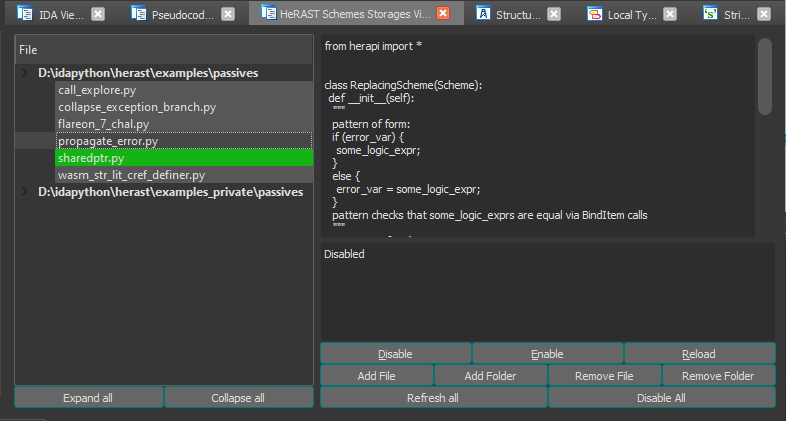 IDA Vie...
Pseudocod...
HeRAST Schemes Storages Vi...
Structu...
Local Ty...
Stri...
File
D:\idapython\herast\examples\passives
call_explore.py
collapse_exception_branch.py
flareon_7_chal.py
propagate_error.py
sharedptr.py
wasm_str_lit_cref_definer.py
D:\idapython\herast\examples_private\passives
Expand all
Collapse all
from herapi import *
class ReplacingScheme(Scheme):
def __init__(self):
"""
pattern of form:
if (error_var) {
some_logic_expr;
}
else {
error_var = some_logic_expr;
}
pattern checks that some_logic_exprs are equal via BindItem calls
"""
Disabled
Disable
Enable
Reload
Add File
Add Folder
Remove File
Remove Folder
Refresh all
Disable All